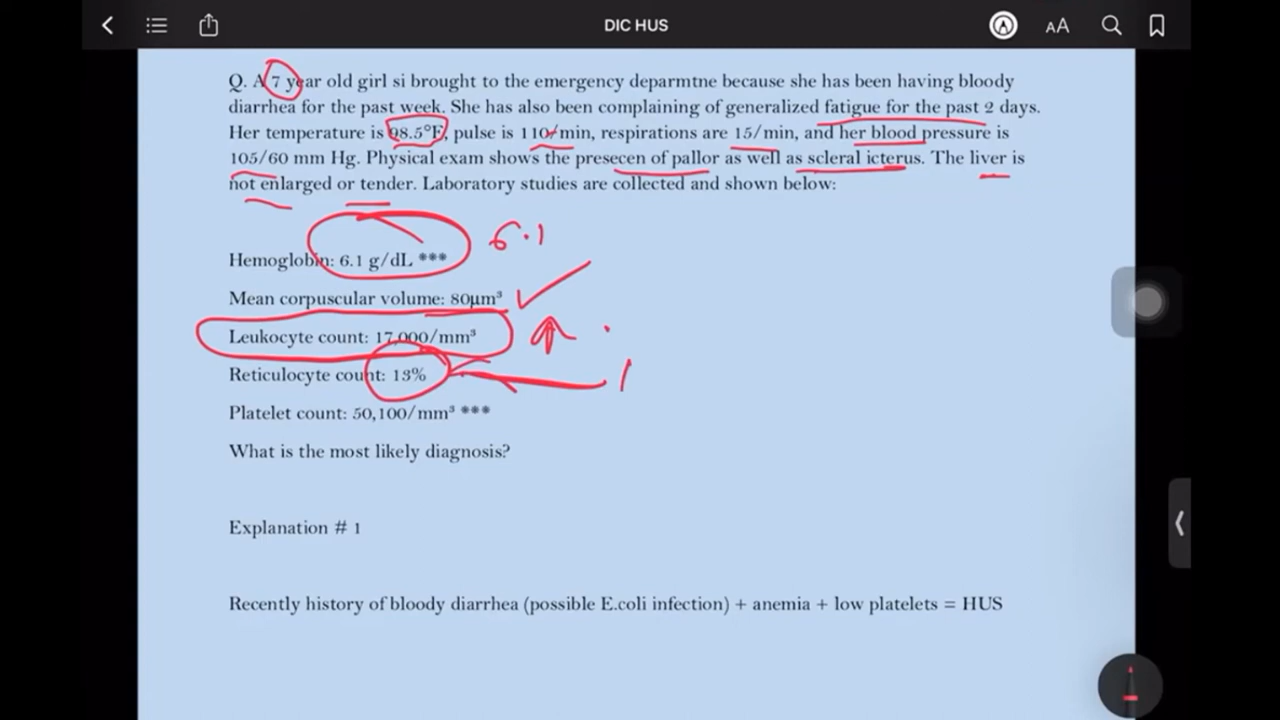 DIC HUS
AA
Q. A 7 year old girl si brought to the emergency deparmtne because she has been having bloody
diarrhea for the past week. She has also been complaining of generalized fatigue for the past 2 days.
Her temperature is 98.5°F, pulse is 110/min, respirations are 15/min, and her blood pressure is
105/60 mm Hg. Physical exam shows the presecen of pallor as well as scleral icterus. The liver is
not enlarged or tender. Laboratory studies are collected and shown below:
6.1
Hemoglobin: 6.1 g/dL ***
Mean corpuscular volume: 80μm³
Leukocyte count: 17,000/mm³
Reticulocyte count: 13%
Platelet count: 50,100/mm³ ***
What is the most likely diagnosis?
Explanation # 1
Recently history of bloody diarrhea (possible E.coli infection) + anemia + low platelets = HUS